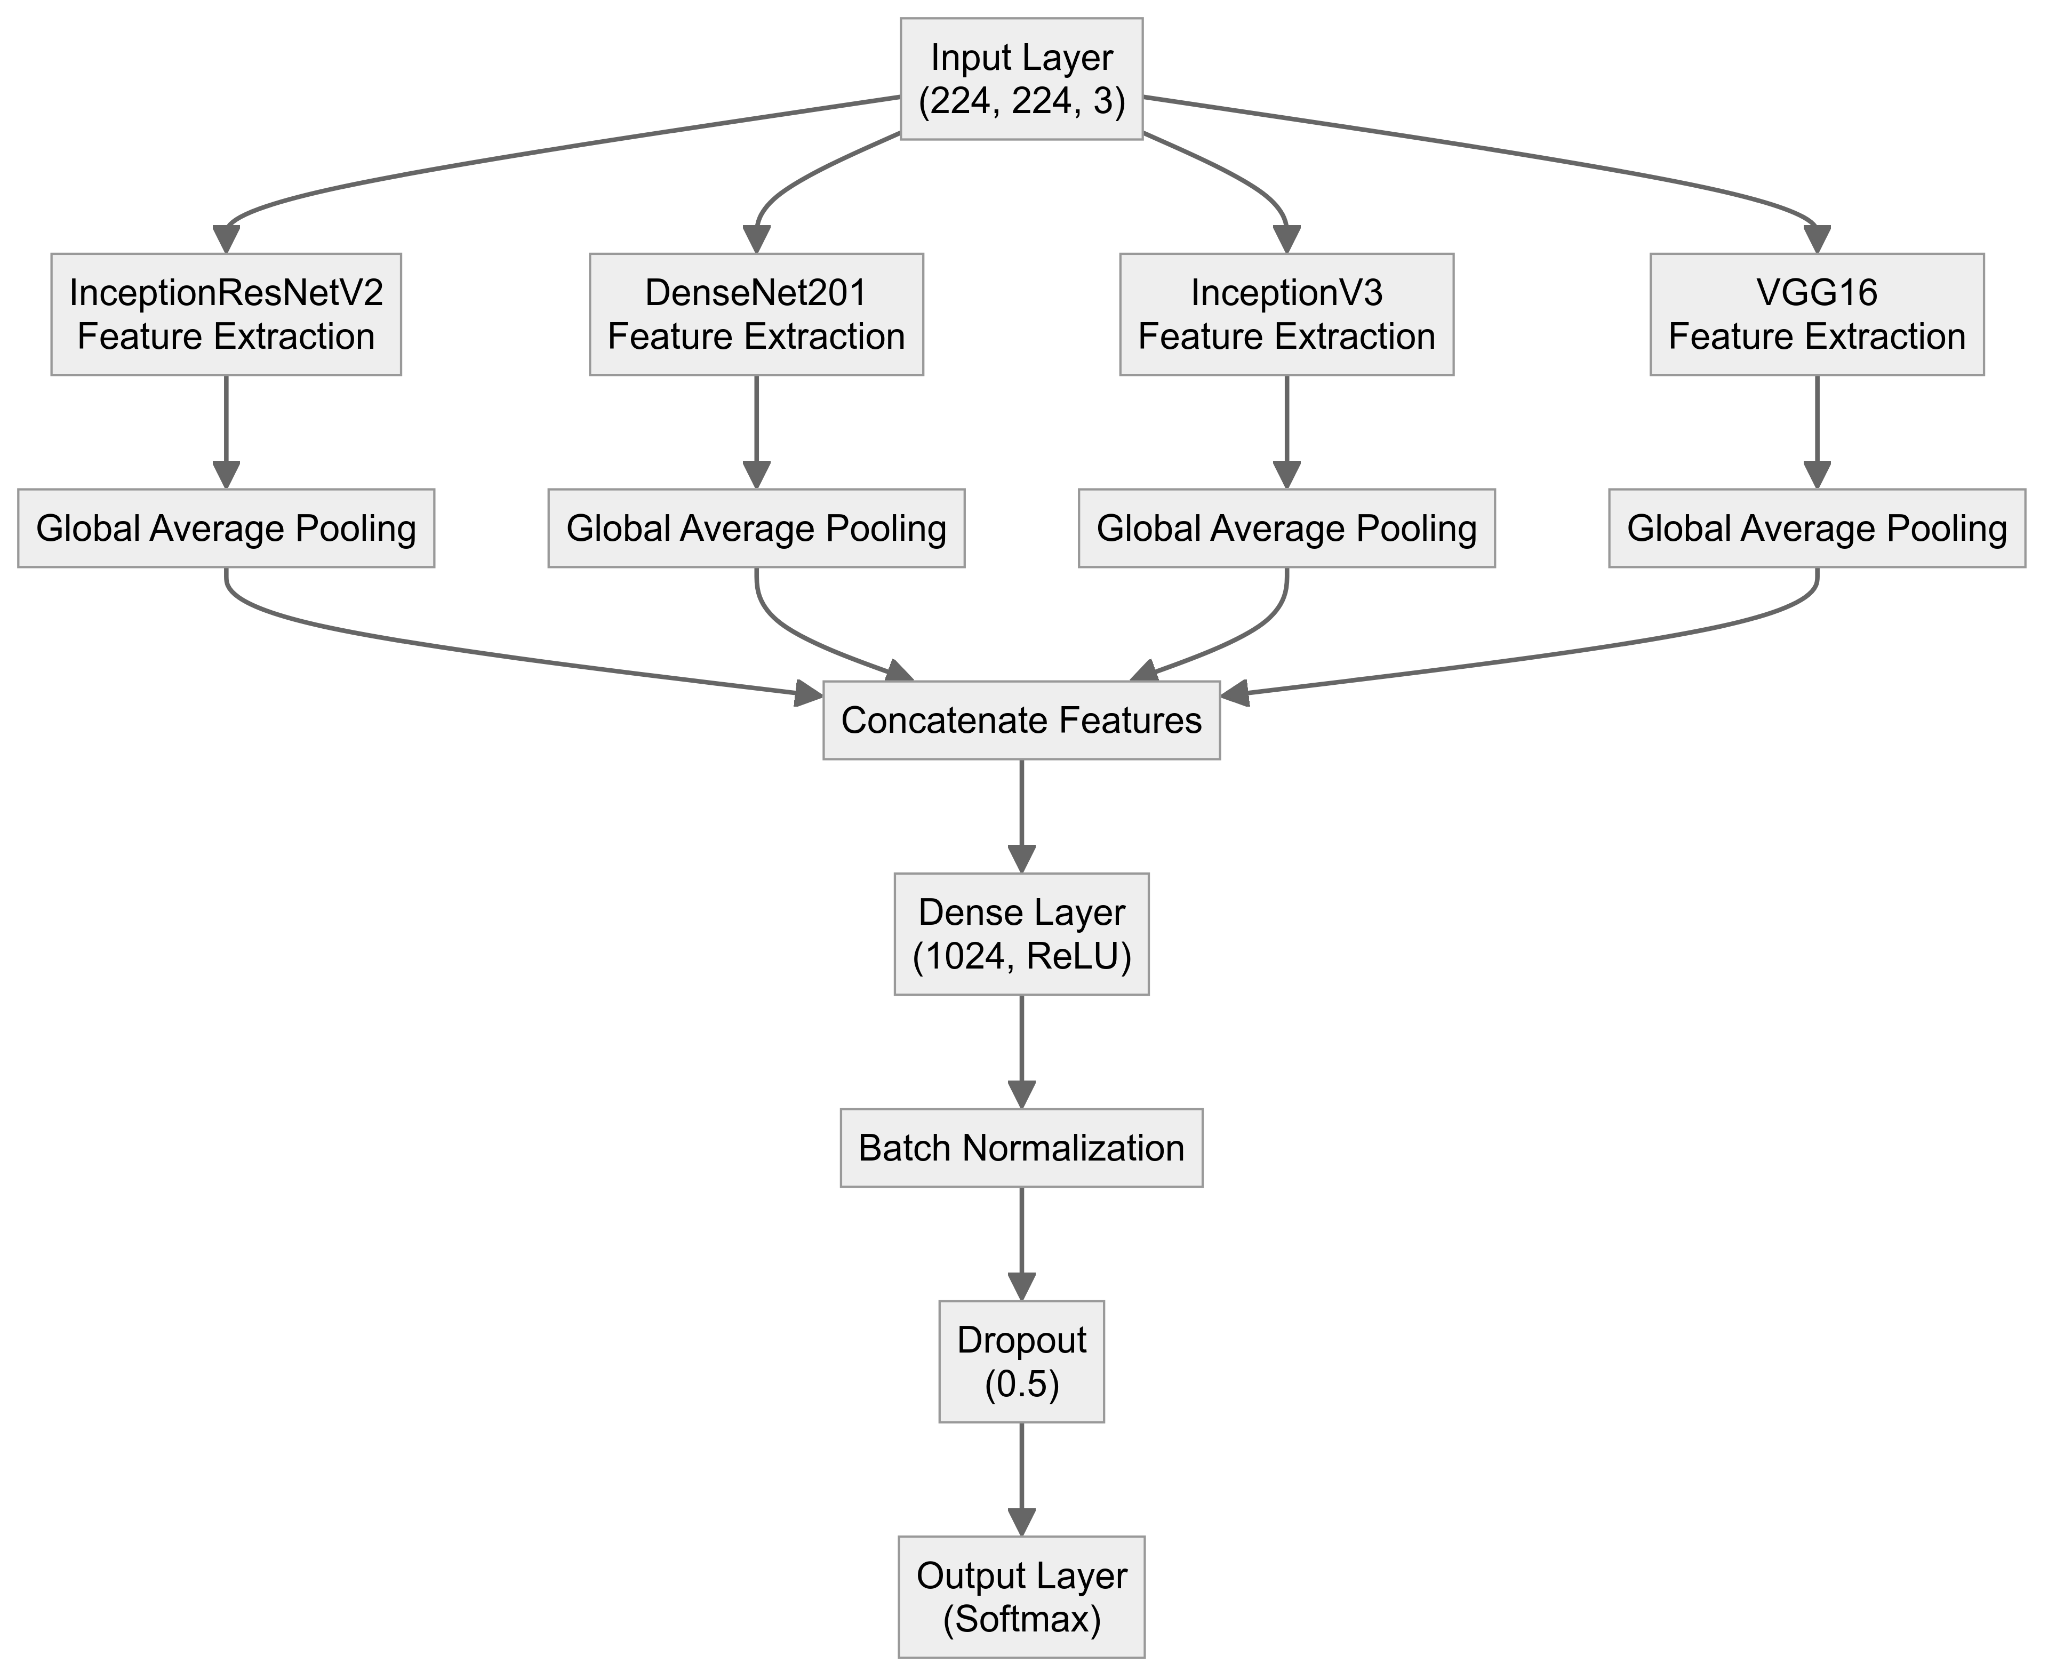 Input Layer
(224, 224, 3)
InceptionResNetV2
Feature Extraction
DenseNet201
Feature Extraction
InceptionV3
Feature Extraction
VGG16
Feature Extraction
Global Average Pooling
Global Average Pooling
Global Average Pooling
Global Average Pooling
Concatenate Features
Dense Layer
(1024, ReLU)
Batch Normalization
Dropout
(0.5)
Output Layer
(Softmax)